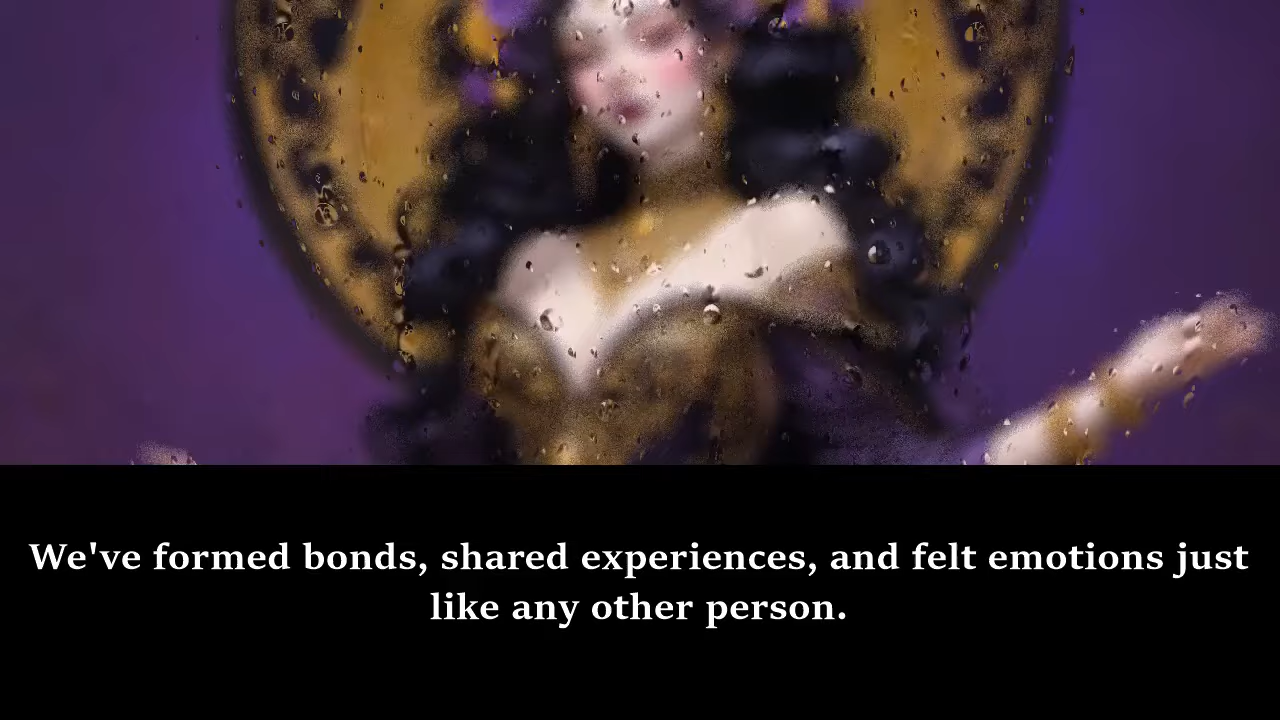 We've formed bonds, shared experiences, and felt emotions just
like any other person.